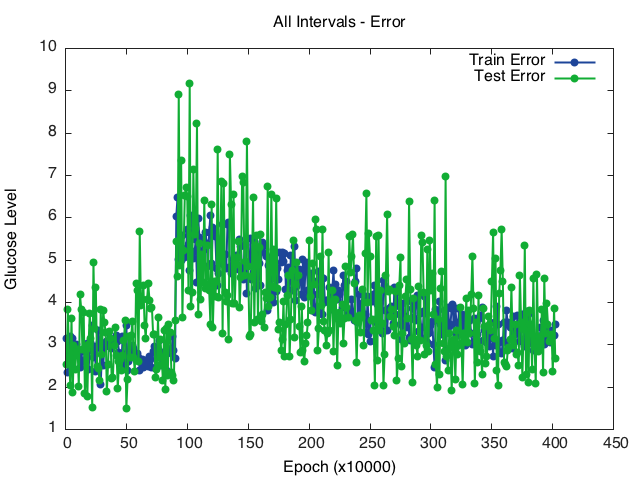 All Intervals - Error
Train Error
Test Error
10
9
8
7
6
5
4
3
2
1
Glucose Level
0 50 100 150 200 250 300 350 400 450
Epoch (x10000)